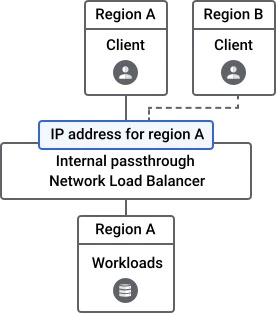 Region A
Client
Region B
Client
IP address for region A
Internal passthrough
Network Load Balancer
Region A
Workloads